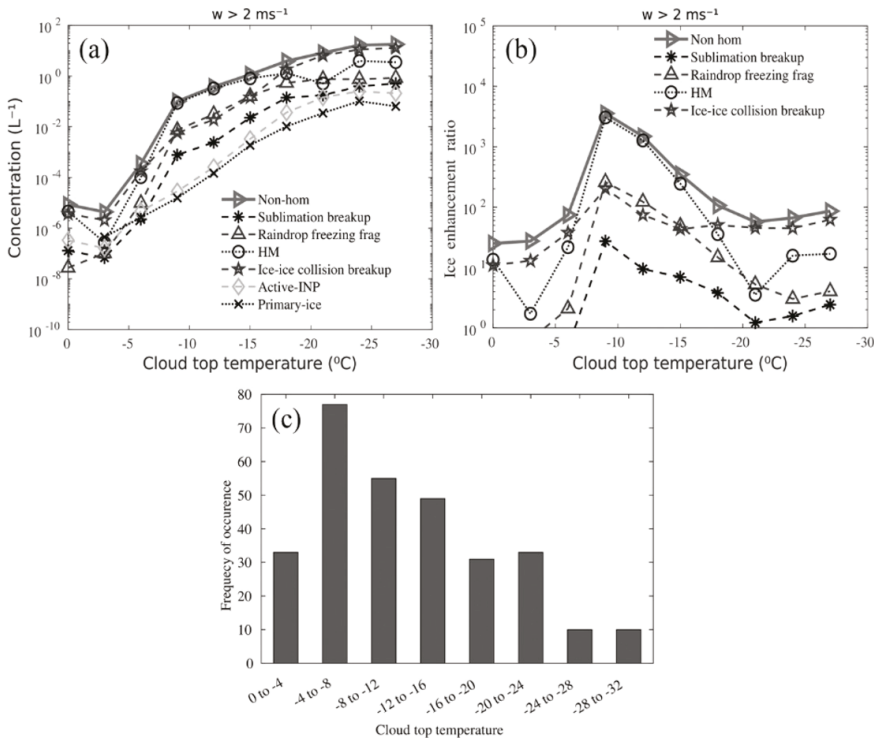 w > 2 ms⁻¹
(a)
Concentration (L⁻¹)
10²
10⁰
10⁻²
10⁻⁴
10⁻⁶
10⁻⁸
10⁻¹⁰
Non-hom
Sublimation breakup
Raindrop freezing frag
HM
Ice-ice collision breakup
Active-INP
Primary-ice
0 -5 -10 -15 -20 -25 -30
Cloud top temperature (⁰C)
w > 2 ms⁻¹
(b)
Ice enhancement ratio
10⁵
10⁴
10³
10²
10¹
10⁰
Non hom
Sublimation breakup
Raindrop freezing frag
HM
Ice-ice collision breakup
0 -5 -10 -15 -20 -25 -30
Cloud top temperature (⁰C)
(c)
Frequecy of occurence
80
70
60
50
40
30
20
10
0
0 to -4 -4 to -8 -8 to -12 -12 to -16 -16 to -20 -20 to -24 -24 to -28 -28 to -32
Cloud top temperature